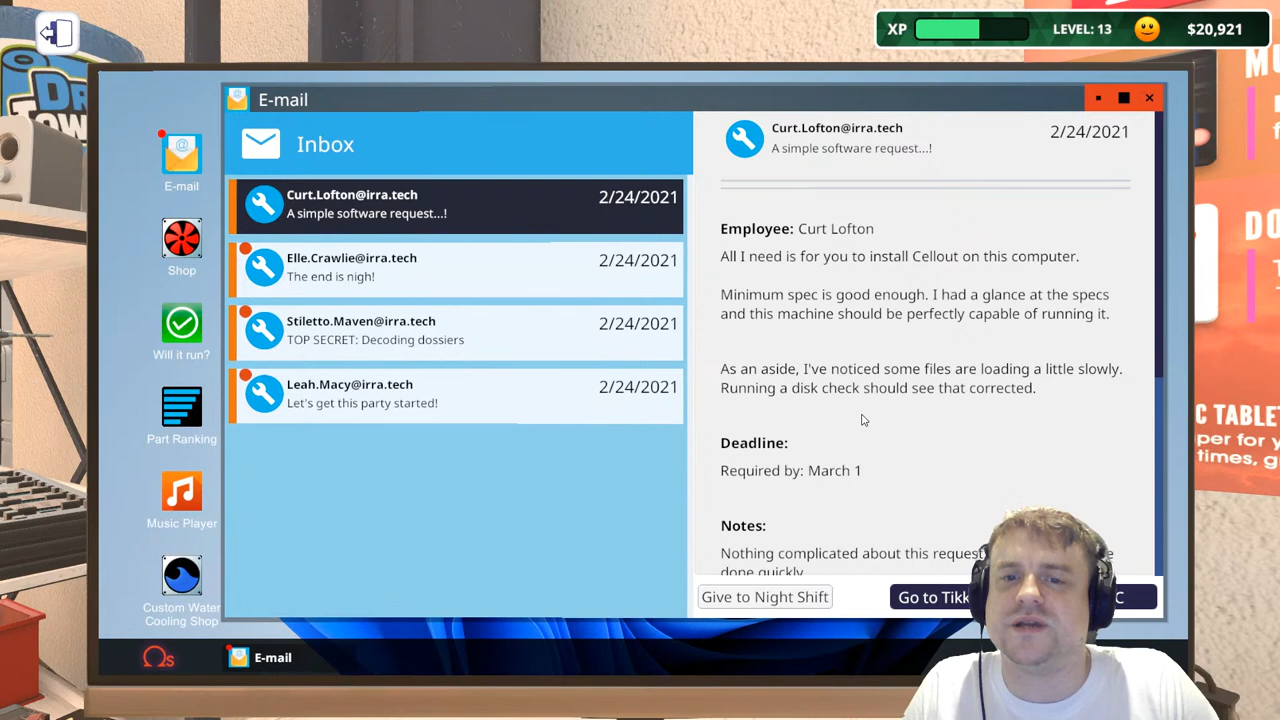 XP
LEVEL: 13
$20,921
E-mail
Inbox
Curt.Lofton@irra.tech
A simple software request...!
2/24/2021
Elle.Crawlie@irra.tech
The end is nigh!
2/24/2021
Stiletto.Maven@irra.tech
TOP SECRET: Decoding dossiers
2/24/2021
Leah.Macy@irra.tech
Let's get this party started!
2/24/2021
Curt.Lofton@irra.tech
A simple software request...!
2/24/2021
Employee: Curt Lofton
All I need is for you to install Cellout on this computer.
Minimum spec is good enough. I had a glance at the specs
and this machine should be perfectly capable of running it.
As an aside, I've noticed some files are loading a little slowly.
Running a disk check should see that corrected.
Deadline:
Required by: March 1
Notes:
Nothing complicated about this request
done quickly
Give to Night Shift
Go to Tikk
E-mail
Shop
Will it run?
Part Ranking
Music Player
Custom Water
Cooling Shop
E-mail
DO
C TABLET
per for y
times, g